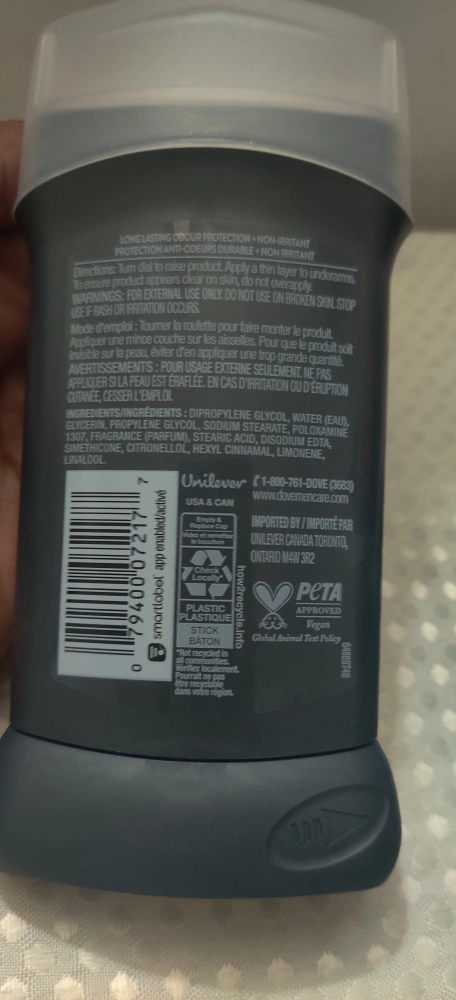 LONG LASTING ODOUR PROTECTION + NON-IRRITANT
PROTECTION ANTI-ODEURS DURABLE + NON IRRITANT
Directions: Turn dial to raise product. Apply a thin layer to underarms.
To ensure product appears clear on skin, do not overapply.
WARNINGS: FOR EXTERNAL USE ONLY. DO NOT USE ON BROKEN SKIN. STOP
USE IF RASH OR IRRITATION OCCURS.
Mode d'emploi : Tourner la roulette pour faire monter le produit.
Appliquer une mince couche sur les aisselles. Pour que le produit soit
invisible sur la peau, éviter d'en appliquer une trop grande quantité.
AVERTISSEMENTS : POUR USAGE EXTERNE SEULEMENT. NE PAS
APPLIQUER SI LA PEAU EST ÉRAFLÉE. EN CAS D'IRRITATION OU D'ÉRUPTION
CUTANÉE, CESSER L'EMPLOI.
INGREDIENTS/INGRÉDIENTS : DIPROPYLENE GLYCOL, WATER (EAU),
GLYCERIN, PROPYLENE GLYCOL, SODIUM STEARATE, POLOXAMINE
1307, FRAGRANCE (PARFUM), STEARIC ACID, DISODIUM EDTA,
SIMETHICONE, CITRONELLOL, HEXYL CINNAMAL, LIMONENE,
LINALOOL.
0 79400 07217 7
smartlabel app enabled/activé
Unilever
USA & CAN
Empty &
Replace Cap
Videz et remettez
le bouchon
Check
Locally*
PLASTIC
PLASTIQUE
STICK
BÂTON
*Not recycled in
all communities.
Vérifiez localement.
Pourrait ne pas
être recyclable
dans votre région.
how2recycle.info
1-800-761-DOVE (3683)
www.dovemencare.com
IMPORTED BY / IMPORTÉ PAR
UNILEVER CANADA TORONTO,
ONTARIO M4W 3R2
PETA
APPROVED
Vegan
Global Animal Test Policy